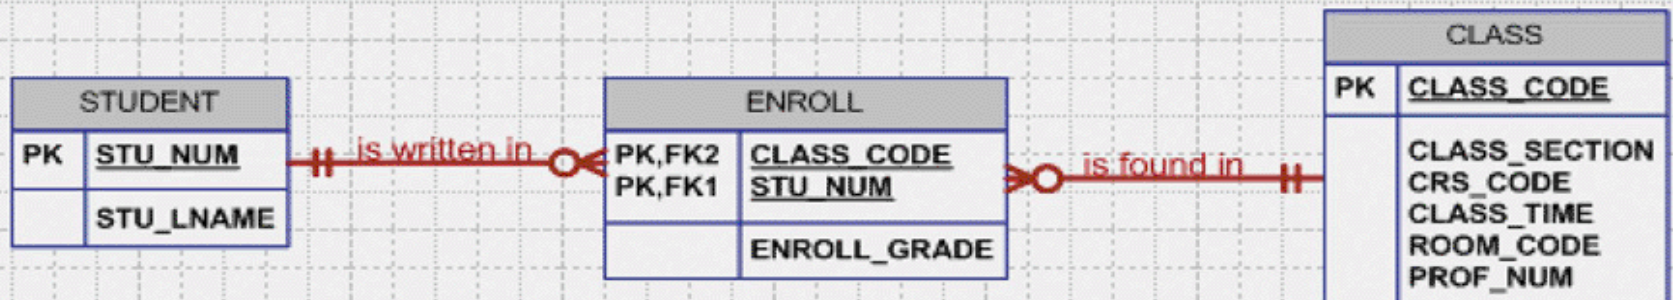 STUDENT
PK STU_NUM
STU_LNAME
is written in
ENROLL
PK,FK2 CLASS_CODE
PK,FK1 STU_NUM
ENROLL_GRADE
is found in
CLASS
PK CLASS_CODE
CLASS_SECTION
CRS_CODE
CLASS_TIME
ROOM_CODE
PROF_NUM